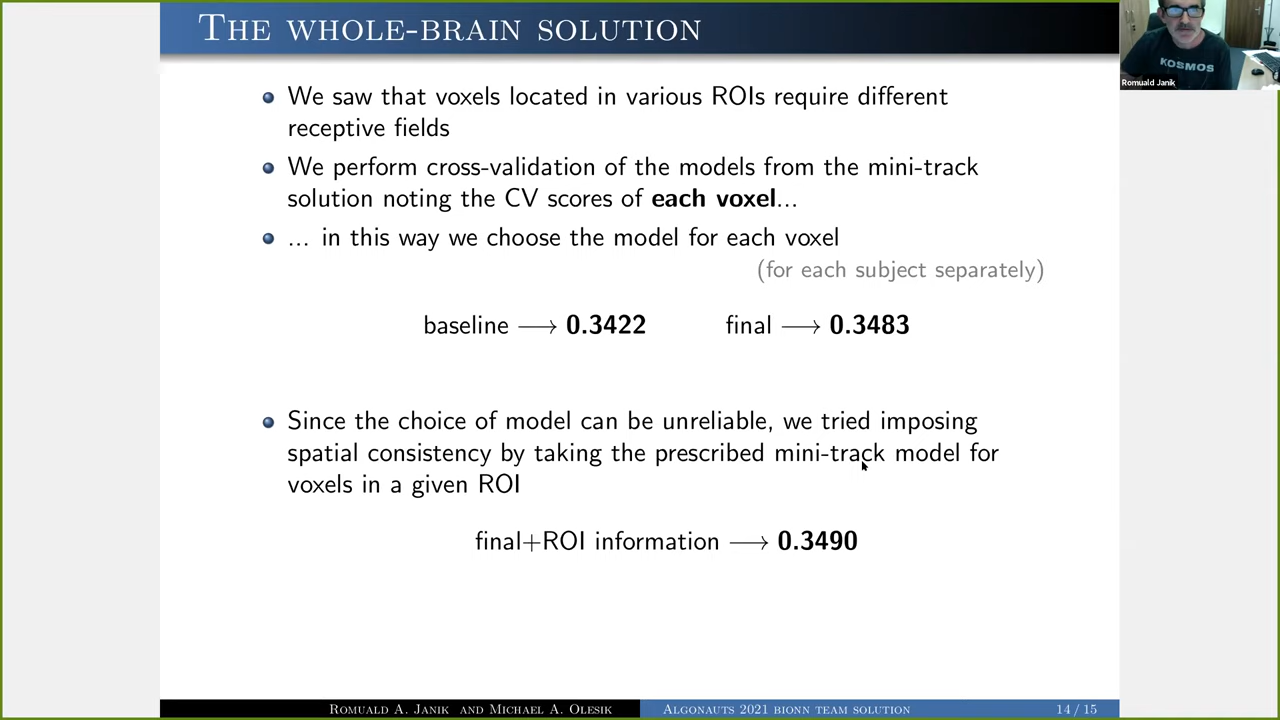 THE WHOLE-BRAIN SOLUTION
KOSMOS
Romuald Janik
We saw that voxels located in various ROIs require different
receptive fields
We perform cross-validation of the models from the mini-track
solution noting the CV scores of each voxel...
... in this way we choose the model for each voxel
(for each subject separately)
baseline → 0.3422 final → 0.3483
Since the choice of model can be unreliable, we tried imposing
spatial consistency by taking the prescribed mini-track model for
voxels in a given ROI
final+ROI information → 0.3490
ROMUALD A. JANIK AND MICHAEL A. OLESIK ALGONAUTS 2021 BIONN TEAM SOLUTION 14 / 15